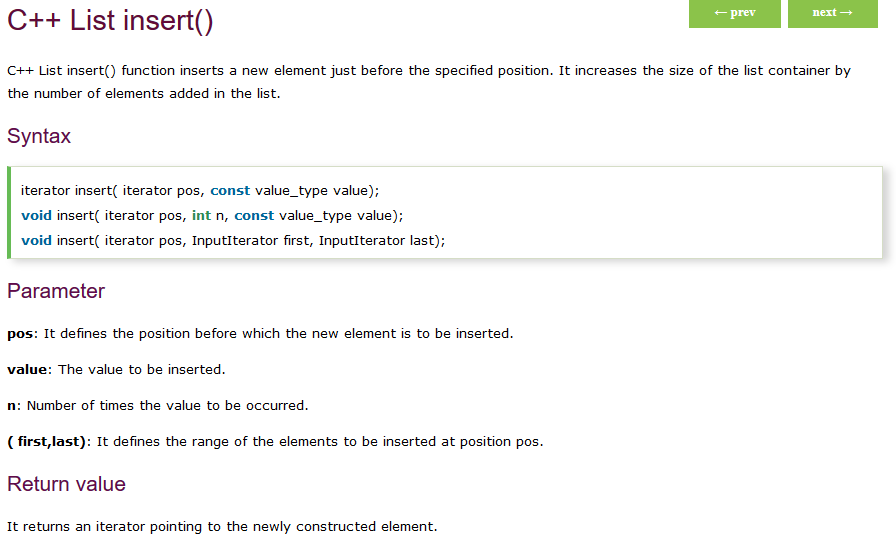 C++ List insert()
← prev
next →
C++ List insert() function inserts a new element just before the specified position. It increases the size of the list container by
the number of elements added in the list.
Syntax
iterator insert( iterator pos, const value_type value);
void insert( iterator pos, int n, const value_type value);
void insert( iterator pos, InputIterator first, InputIterator last);
Parameter
pos: It defines the position before which the new element is to be inserted.
value: The value to be inserted.
n: Number of times the value to be occurred.
( first,last): It defines the range of the elements to be inserted at position pos.
Return value
It returns an iterator pointing to the newly constructed element.